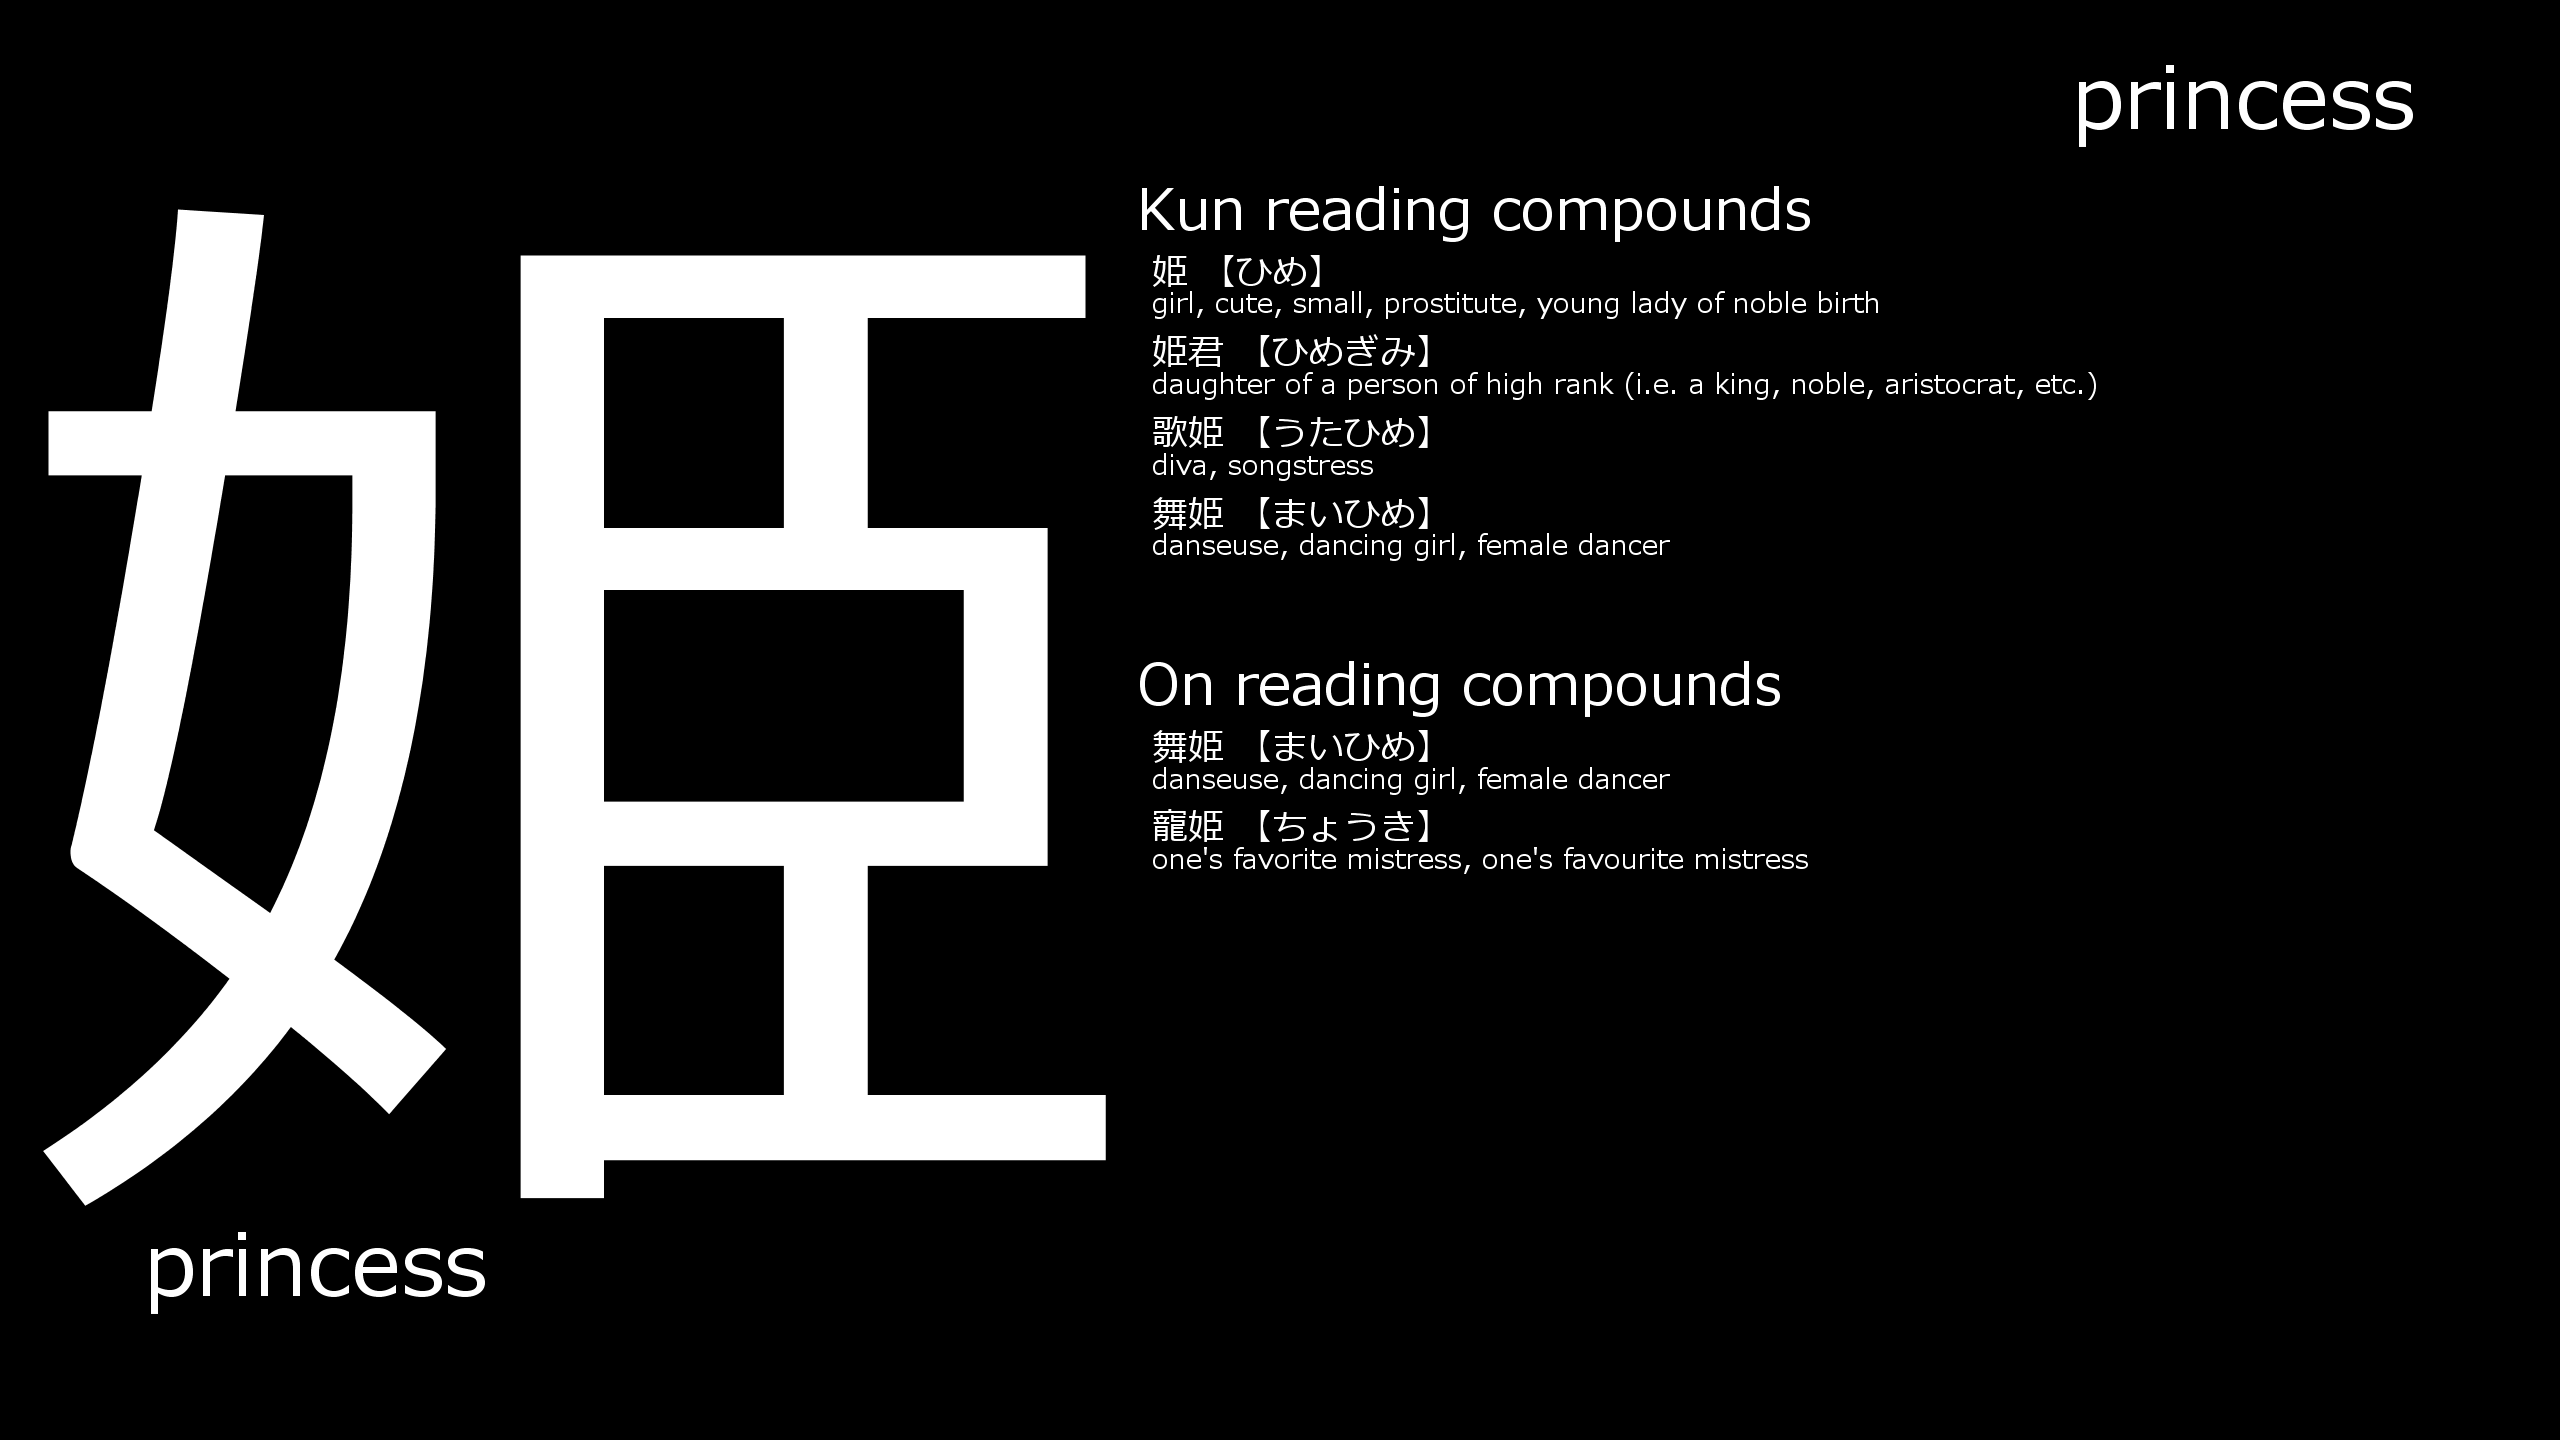 princess
姫
Kun reading compounds
姫 【ひめ】
girl, cute, small, prostitute, young lady of noble birth
姫君 【ひめぎみ】
daughter of a person of high rank (i.e. a king, noble, aristocrat, etc.)
歌姫 【うたひめ】
diva, songstress
舞姫 【まいひめ】
danseuse, dancing girl, female dancer
On reading compounds
舞姫 【まいひめ】
danseuse, dancing girl, female dancer
寵姫 【ちょうき】
one's favorite mistress, one's favourite mistress
princess